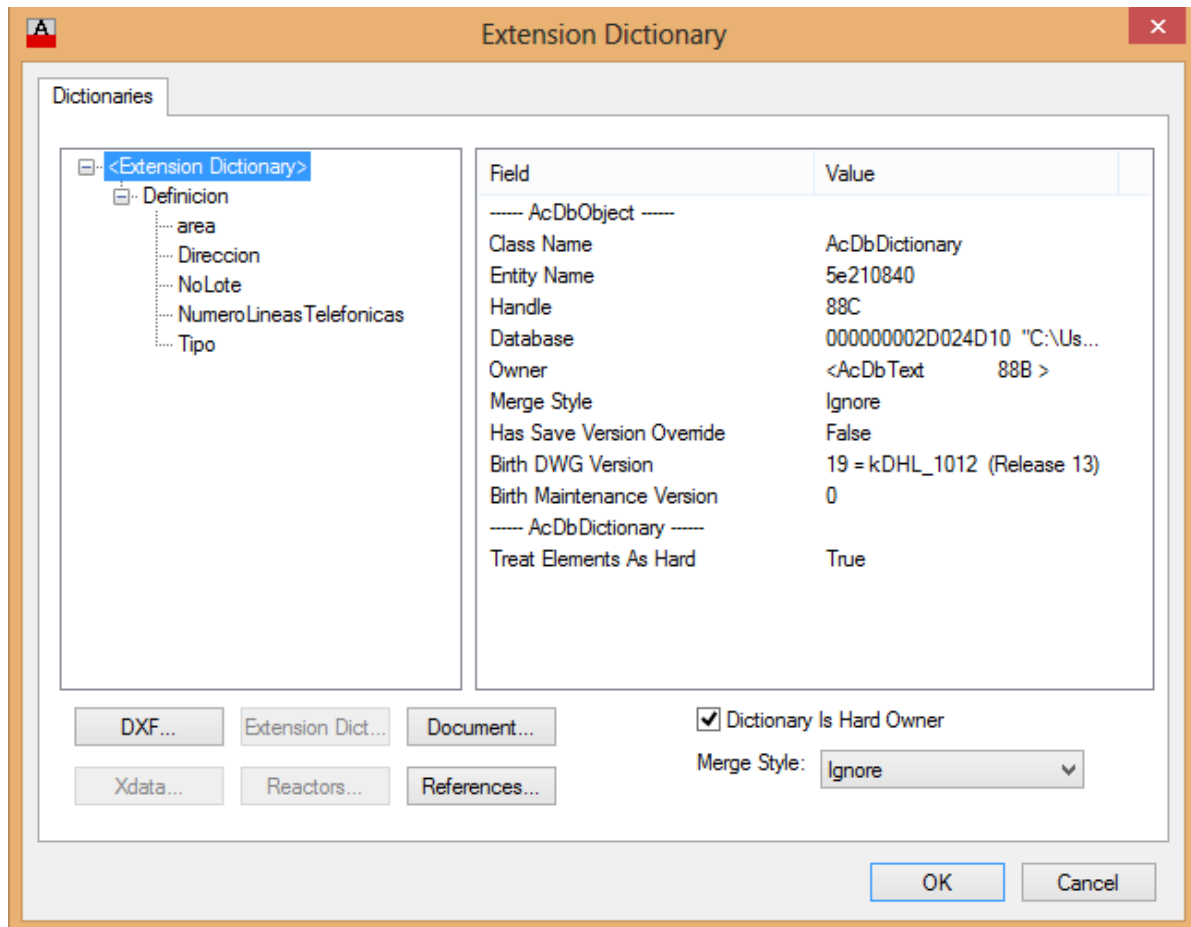 A
Extension Dictionary
Dictionaries
<Extension Dictionary>
Definicion
area
Direccion
NoLote
NumeroLineasTelefonicas
Tipo
Field Value
------ AcDbObject ------
Class Name AcDbDictionary
Entity Name 5e210840
Handle 88C
Database 000000002D024D10 "C:\Us...
Owner <AcDbText 88B >
Merge Style Ignore
Has Save Version Override False
Birth DWG Version 19 = kDHL_1012 (Release 13)
Birth Maintenance Version 0
------ AcDbDictionary ------
Treat Elements As Hard True
DXF... Extension Dict... Document... Dictionary Is Hard Owner
Xdata... Reactors... References... Merge Style: Ignore
OK Cancel